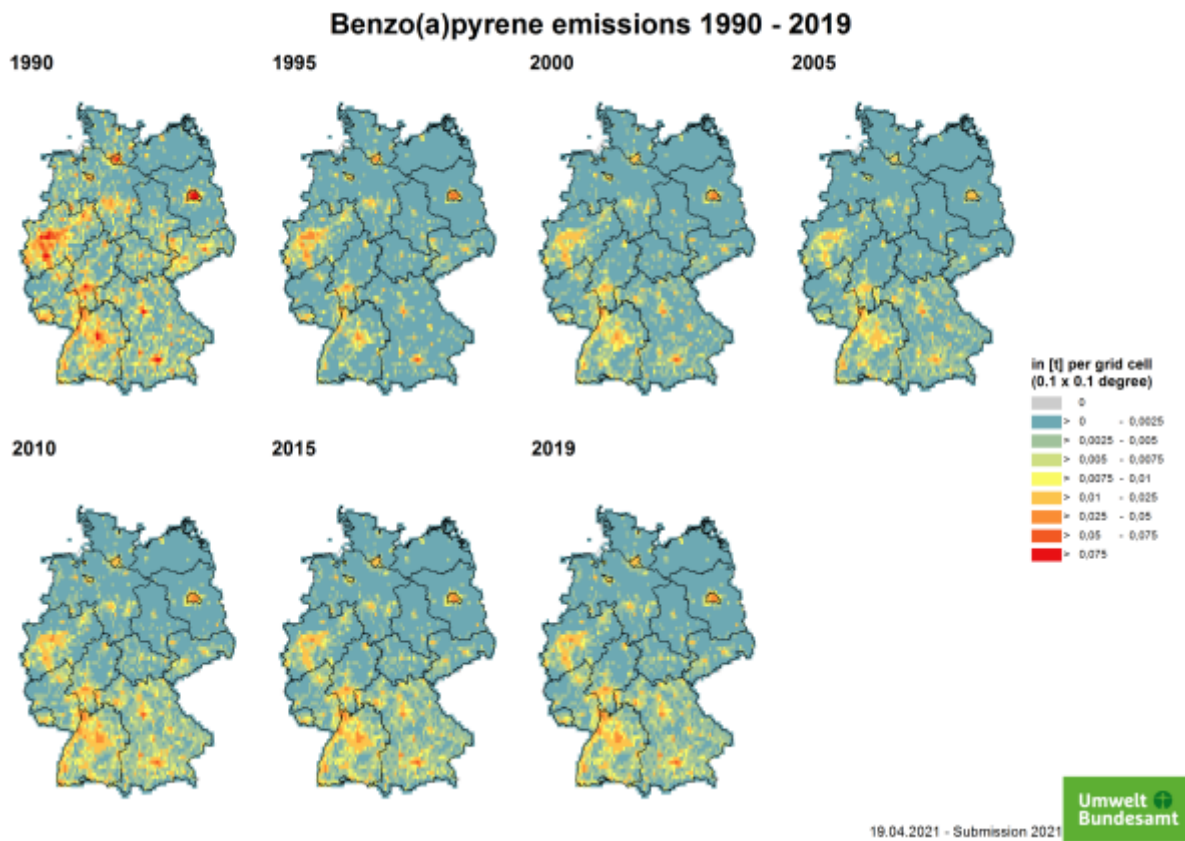 Benzo(a)pyrene emissions 1990 - 2019
1990
1995
2000
2005
in [t] per grid cell
(0.1 x 0.1 degree)
0
> 0 - 0,0025
> 0,0025 - 0,005
> 0,005 - 0,0075
> 0,0075 - 0,01
> 0,01 - 0,025
> 0,025 - 0,05
> 0,05 - 0,075
> 0,075
2010
2015
2019
Umwelt
Bundesamt
19.04.2021 - Submission 2021